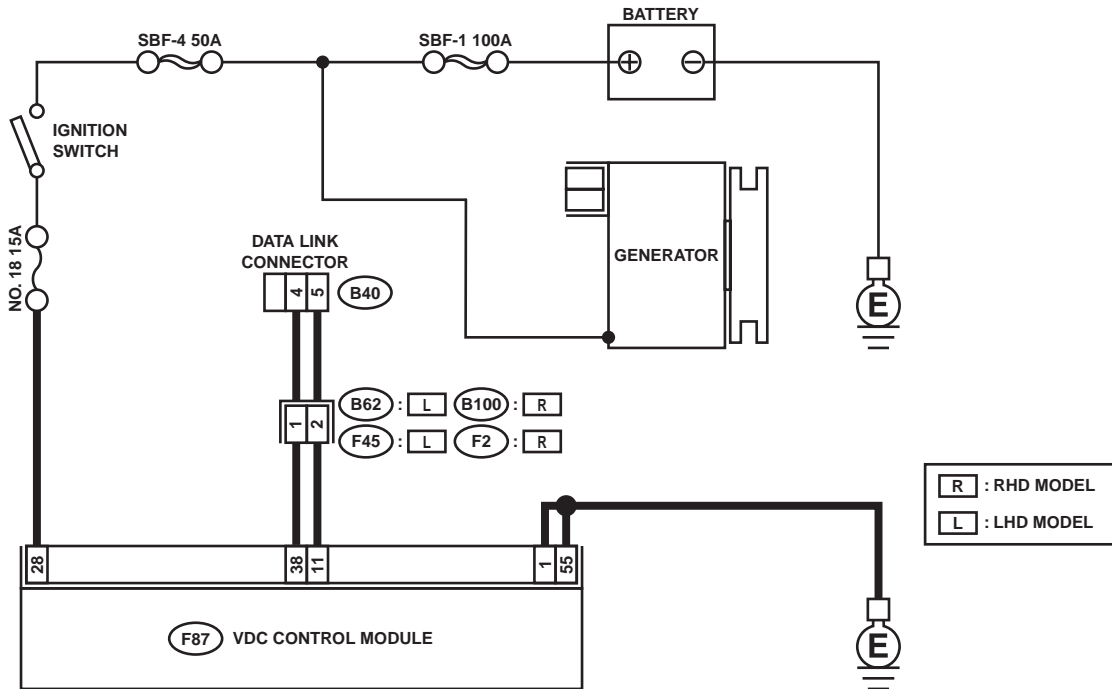 BATTERY
SBF-4 50A
SBF-1 100A
IGNITION
SWITCH
NO. 18 15A
DATA LINK
CONNECTOR
4 5 B40
GENERATOR
E
1 2
B62 : L B100 : R
F45 : L F2 : R
R : RHD MODEL
L : LHD MODEL
28 38 11 1 55
F87 VDC CONTROL MODULE
E